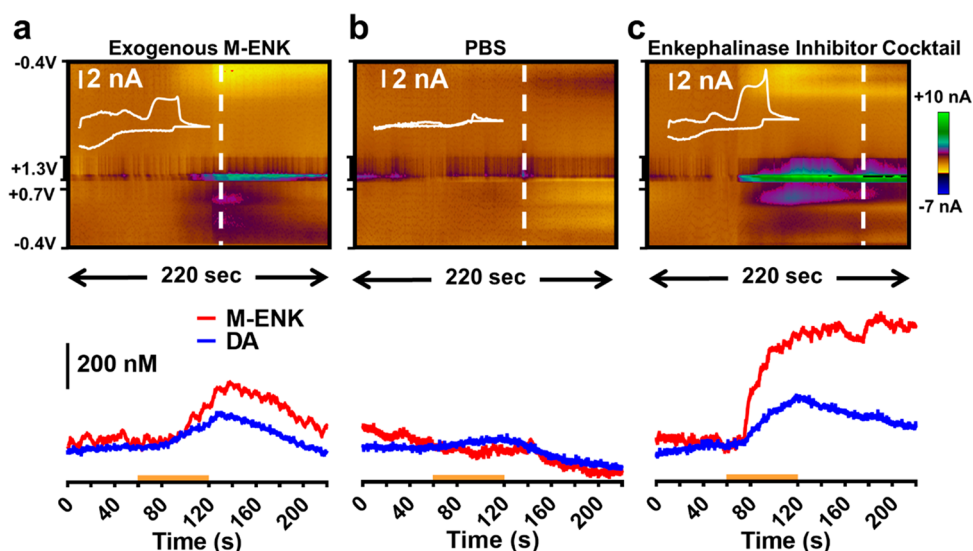 a b c
Exogenous M-ENK PBS Enkephalinase Inhibitor Cocktail
-0.4V 2 nA 2 nA 2 nA +10 nA
+1.3V
+0.7V -7 nA
-0.4V
220 sec 220 sec 220 sec
M-ENK
DA
200 nM
0 40 80 120 160 200 0 40 80 120 160 200 0 40 80 120 160 200
Time (s) Time (s) Time (s)